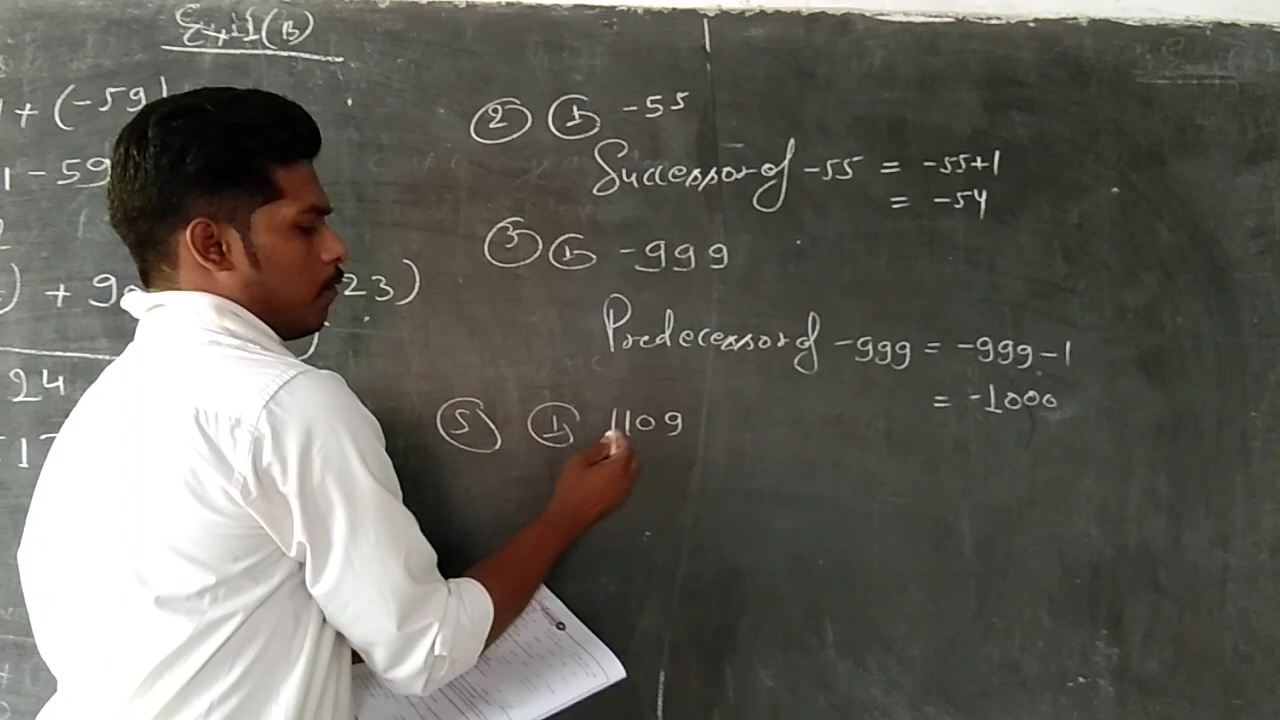 Ex 11(B)
+ (-59)
- 59
) + 9 23)
24
② ① -55
Successor of -55 = -55+1
= -54
③ ① -999
Predecessor of -999 = -999-1
= -1000
⑤ ① 1109